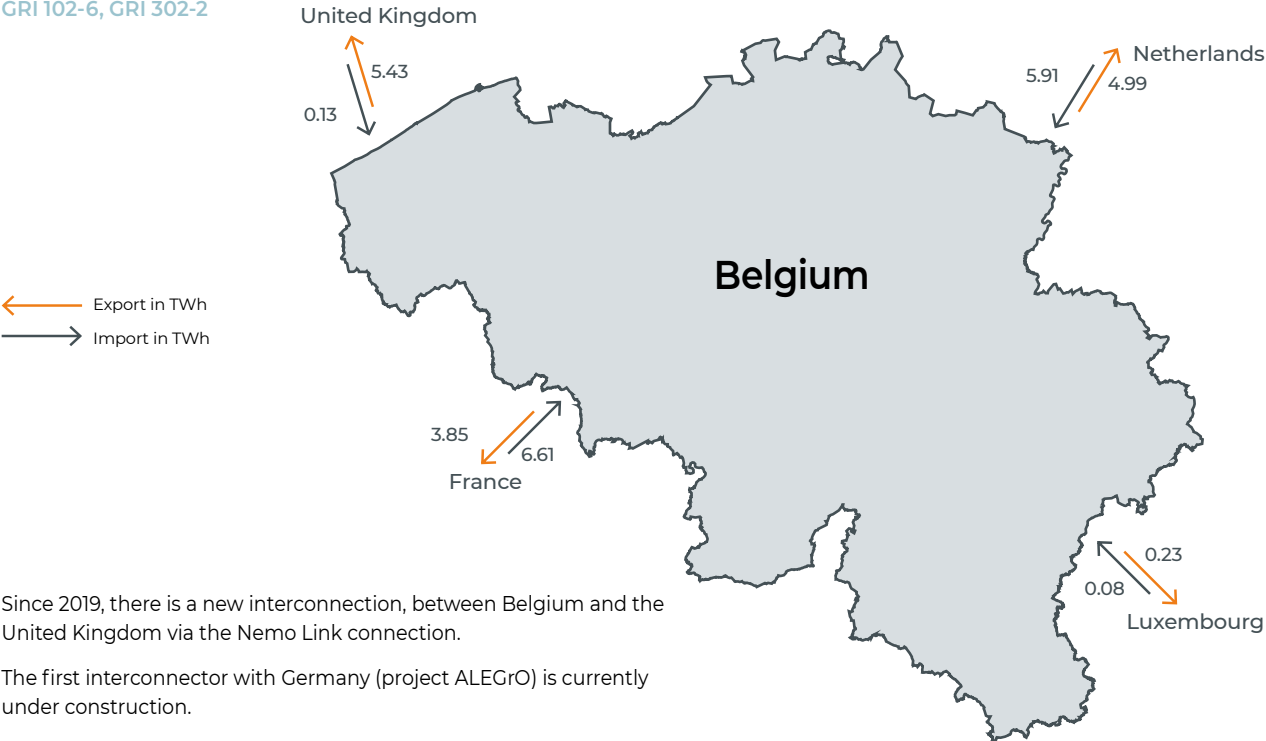 GRI 102-6, GRI 302-2
United Kingdom
5.43
0.13
Netherlands
5.91
4.99
Belgium
Export in TWh
Import in TWh
3.85
6.61
France
0.23
0.08
Luxembourg
Since 2019, there is a new interconnection, between Belgium and the
United Kingdom via the Nemo Link connection.
The first interconnector with Germany (project ALEGrO) is currently
under construction.